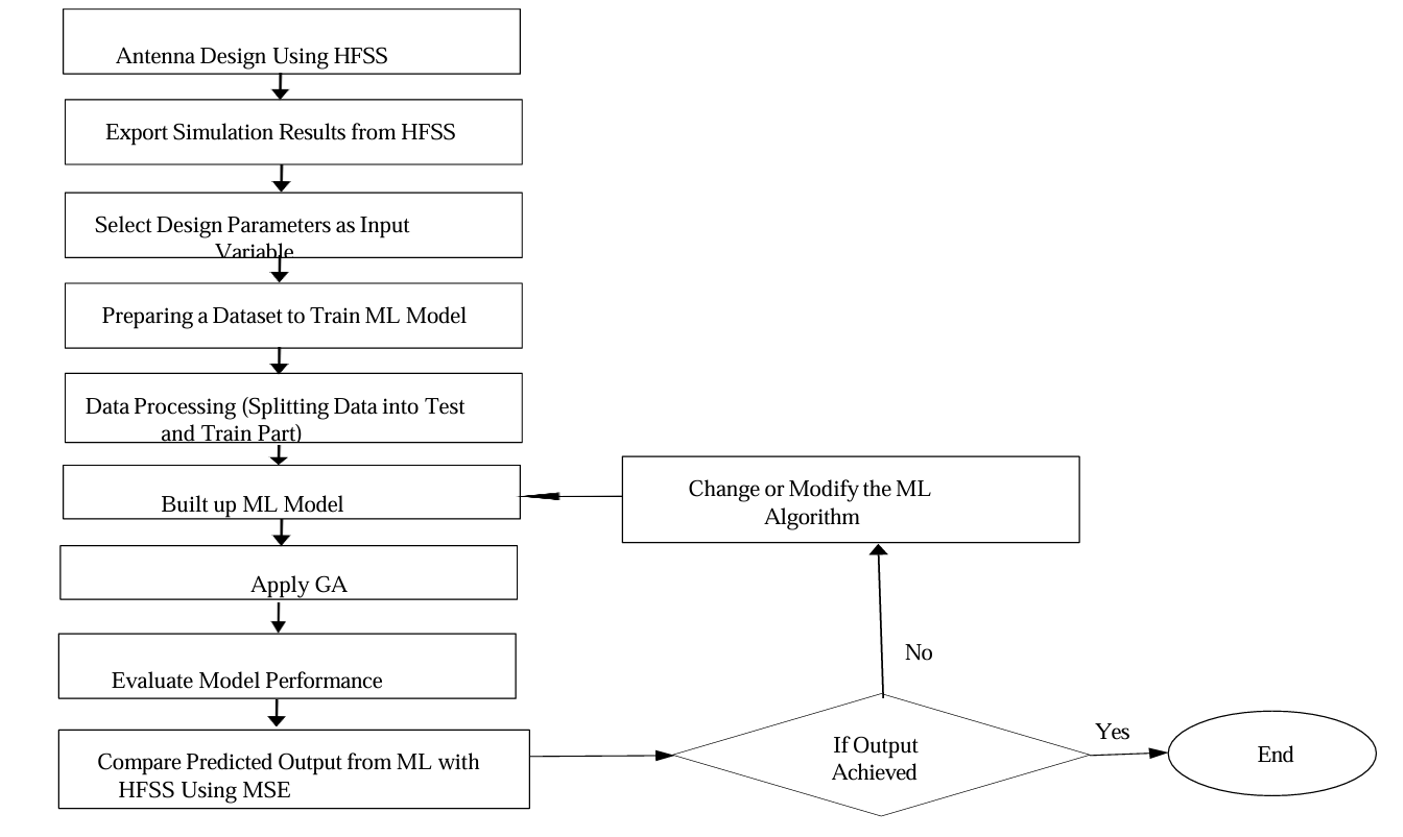 Antenna Design Using HFSS
Export Simulation Results from HFSS
Select Design Parameters as Input
Variable
Preparing a Dataset to Train ML Model
Data Processing (Splitting Data into Test
and Train Part)
Built up ML Model
Change or Modify the ML
Algorithm
Apply GA
No
Evaluate Model Performance
Yes
If Output
Achieved
End
Compare Predicted Output from ML with
HFSS Using MSE